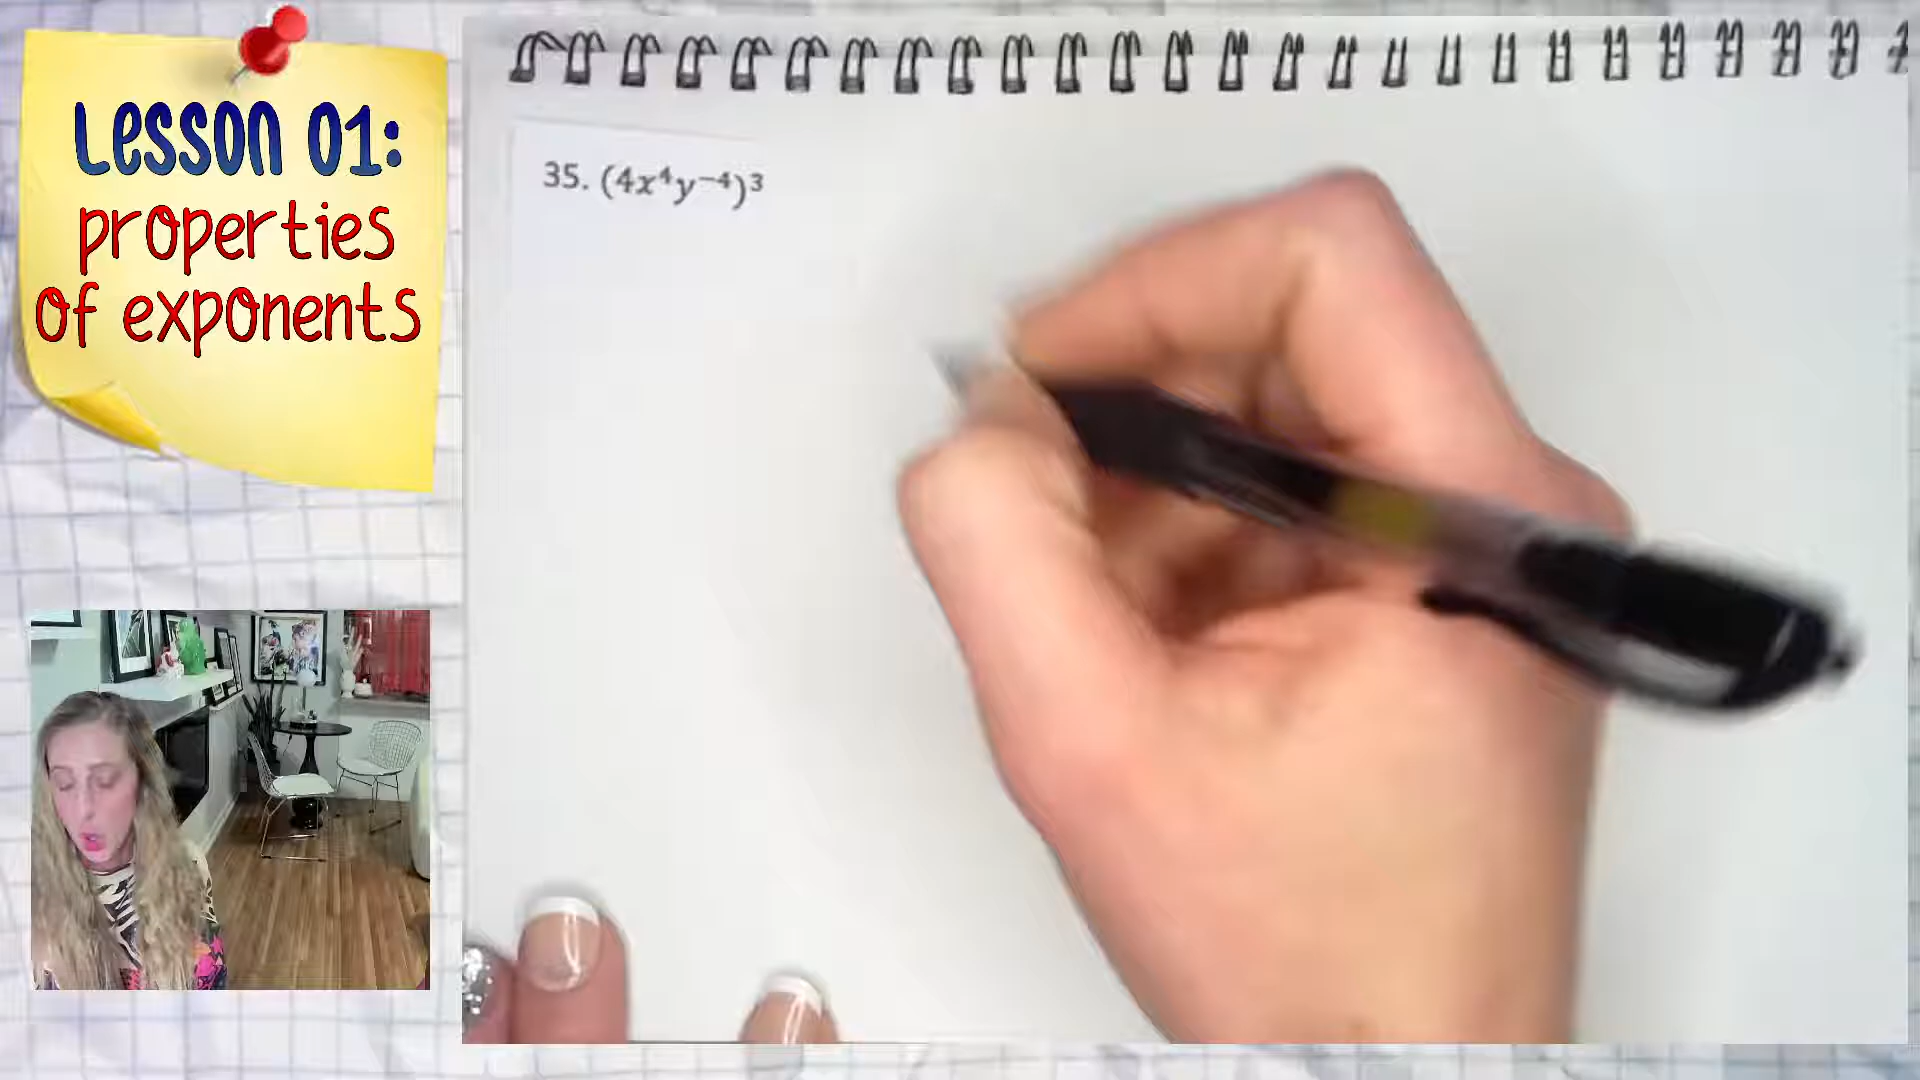 Lesson 01:
properties
of exponents
35. (4x⁴y⁻⁴)³